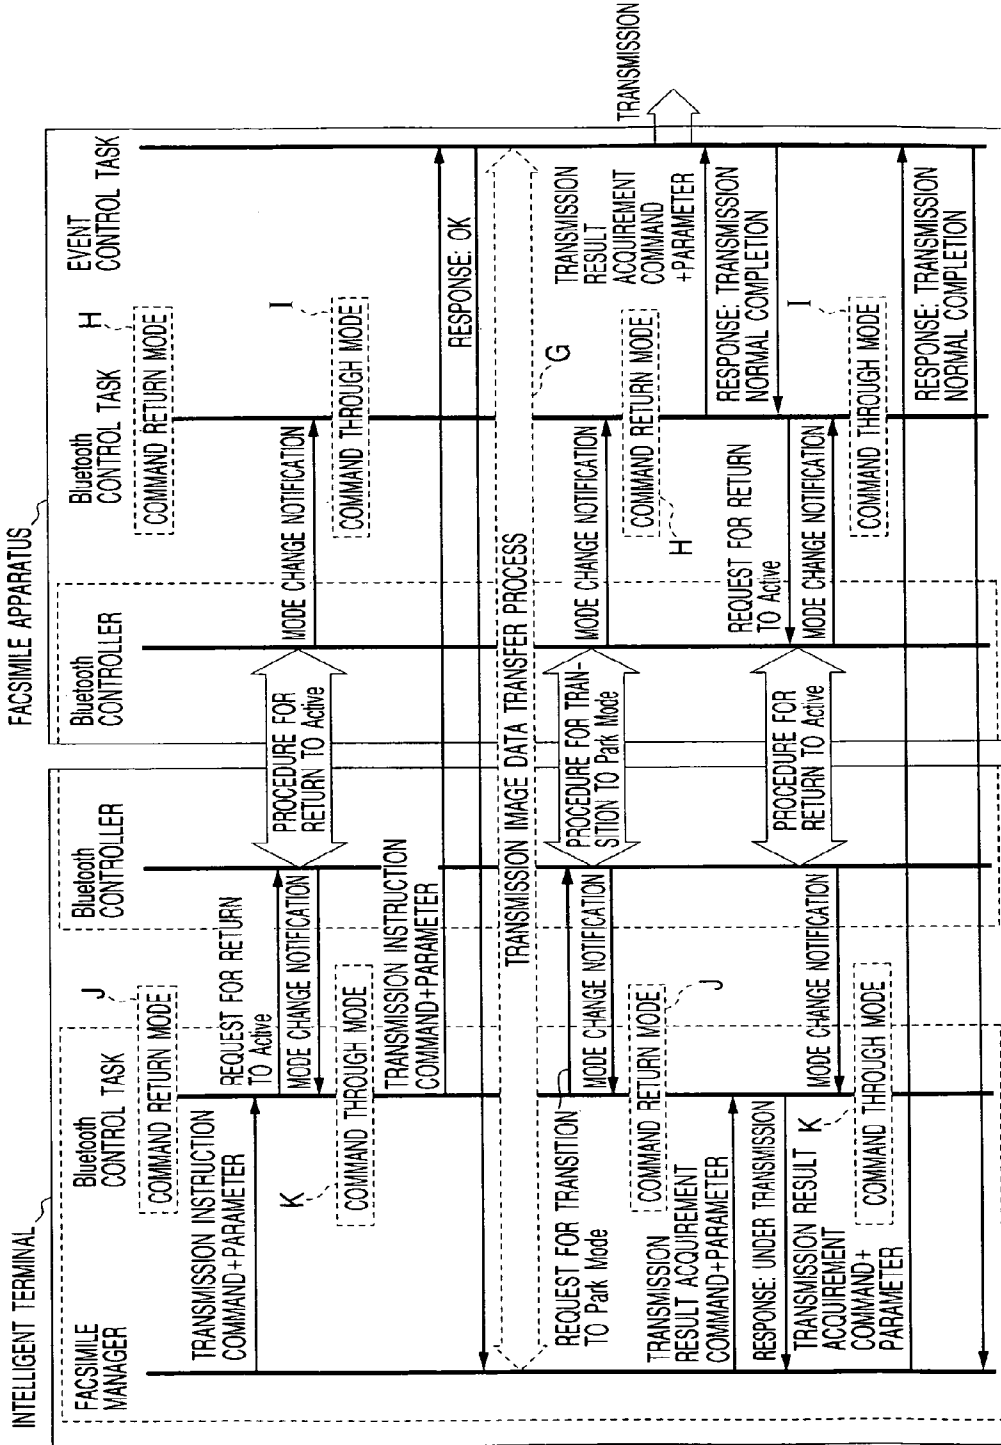 INTELLIGENT TERMINAL
FACSIMILE APPARATUS
FACSIMILE
MANAGER
Bluetooth
CONTROL TASK
Bluetooth
CONTROLLER
Bluetooth
CONTROLLER
Bluetooth
CONTROL TASK
EVENT
CONTROL TASK
J
COMMAND RETURN MODE
H
COMMAND RETURN MODE
TRANSMISSION INSTRUCTION
COMMAND+PARAMETER
REQUEST FOR RETURN
TO Active
MODE CHANGE NOTIFICATION
PROCEDURE FOR
RETURN TO Active
MODE CHANGE NOTIFICATION
K
COMMAND THROUGH MODE
I
COMMAND THROUGH MODE
TRANSMISSION INSTRUCTION
COMMAND+PARAMETER
RESPONSE: OK
TRANSMISSION IMAGE DATA TRANSFER PROCESS
G
REQUEST FOR TRANSITION
TO Park Mode
MODE CHANGE NOTIFICATION
PROCEDURE FOR TRAN-
SITION TO Park Mode
MODE CHANGE NOTIFICATION
J
COMMAND RETURN MODE
H
COMMAND RETURN MODE
TRANSMISSION
TRANSMISSION
RESULT
ACQUIREMENT
COMMAND
+PARAMETER
TRANSMISSION
RESULT ACQUIREMENT
COMMAND+PARAMETER
RESPONSE: UNDER TRANSMISSION
RESPONSE: TRANSMISSION
NORMAL COMPLETION
REQUEST FOR RETURN
TO Active
PROCEDURE FOR
RETURN TO Active
MODE CHANGE NOTIFICATION
MODE CHANGE NOTIFICATION
K
COMMAND THROUGH MODE
I
COMMAND THROUGH MODE
TRANSMISSION RESULT
ACQUIREMENT
COMMAND+
PARAMETER
RESPONSE: TRANSMISSION
NORMAL COMPLETION